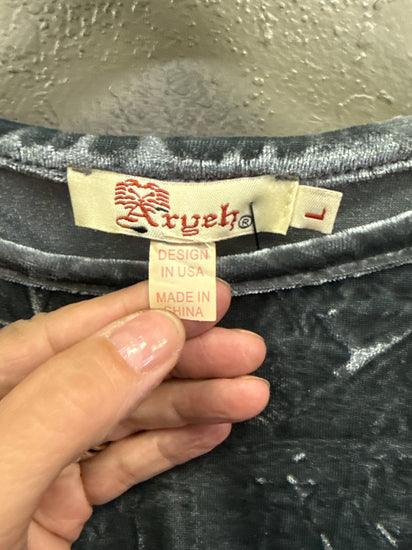 Aryeh®
L
DESIGN
IN USA
MADE IN
CHINA